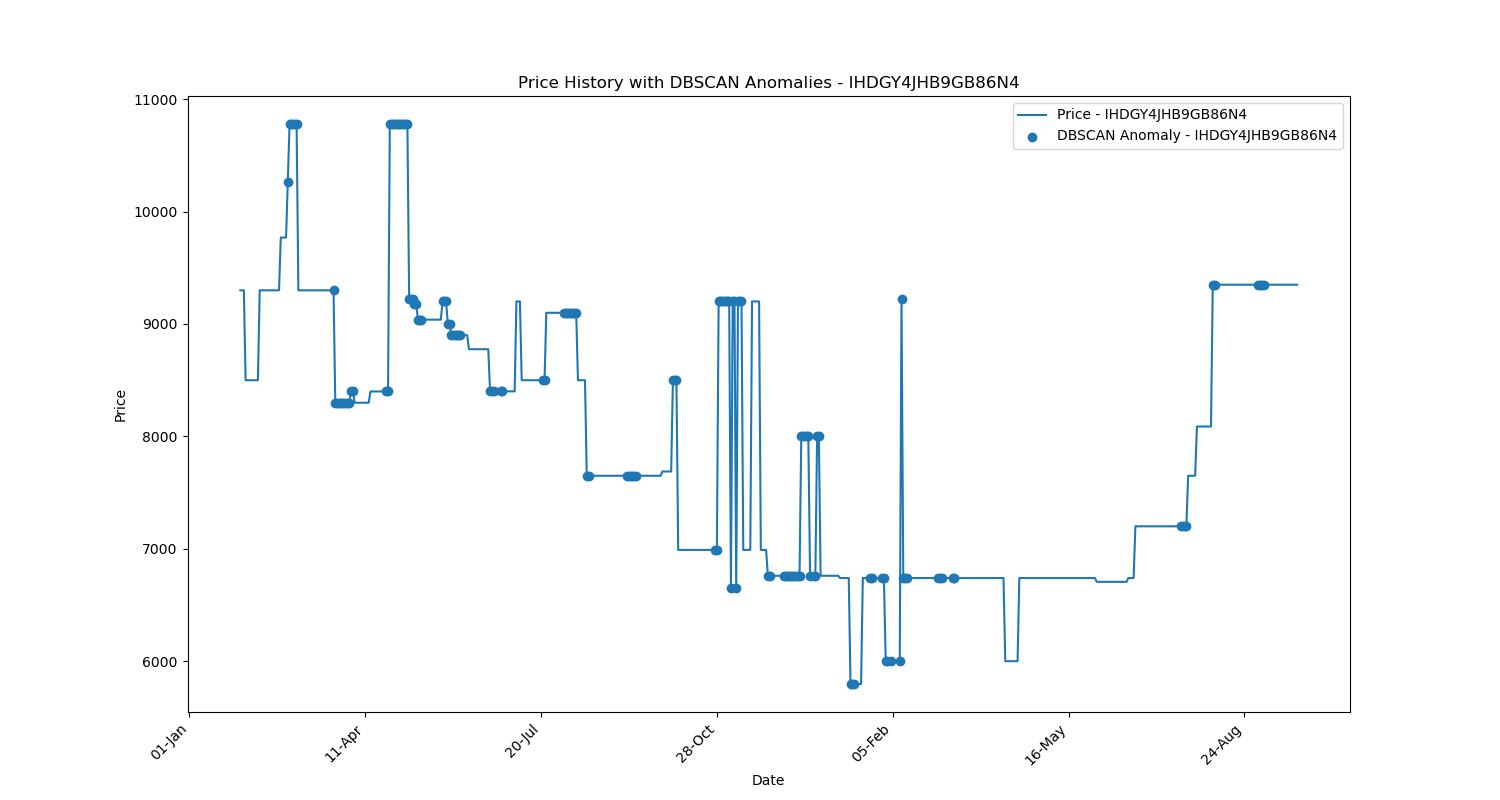 Price History with DBSCAN Anomalies - IHDGY4JHB9GB86N4
11000
10000
9000
8000
7000
6000
Price
Price - IHDGY4JHB9GB86N4
DBSCAN Anomaly - IHDGY4JHB9GB86N4
01-Jan
11-Apr
20-Jul
28-Oct
05-Feb
16-May
24-Aug
Date